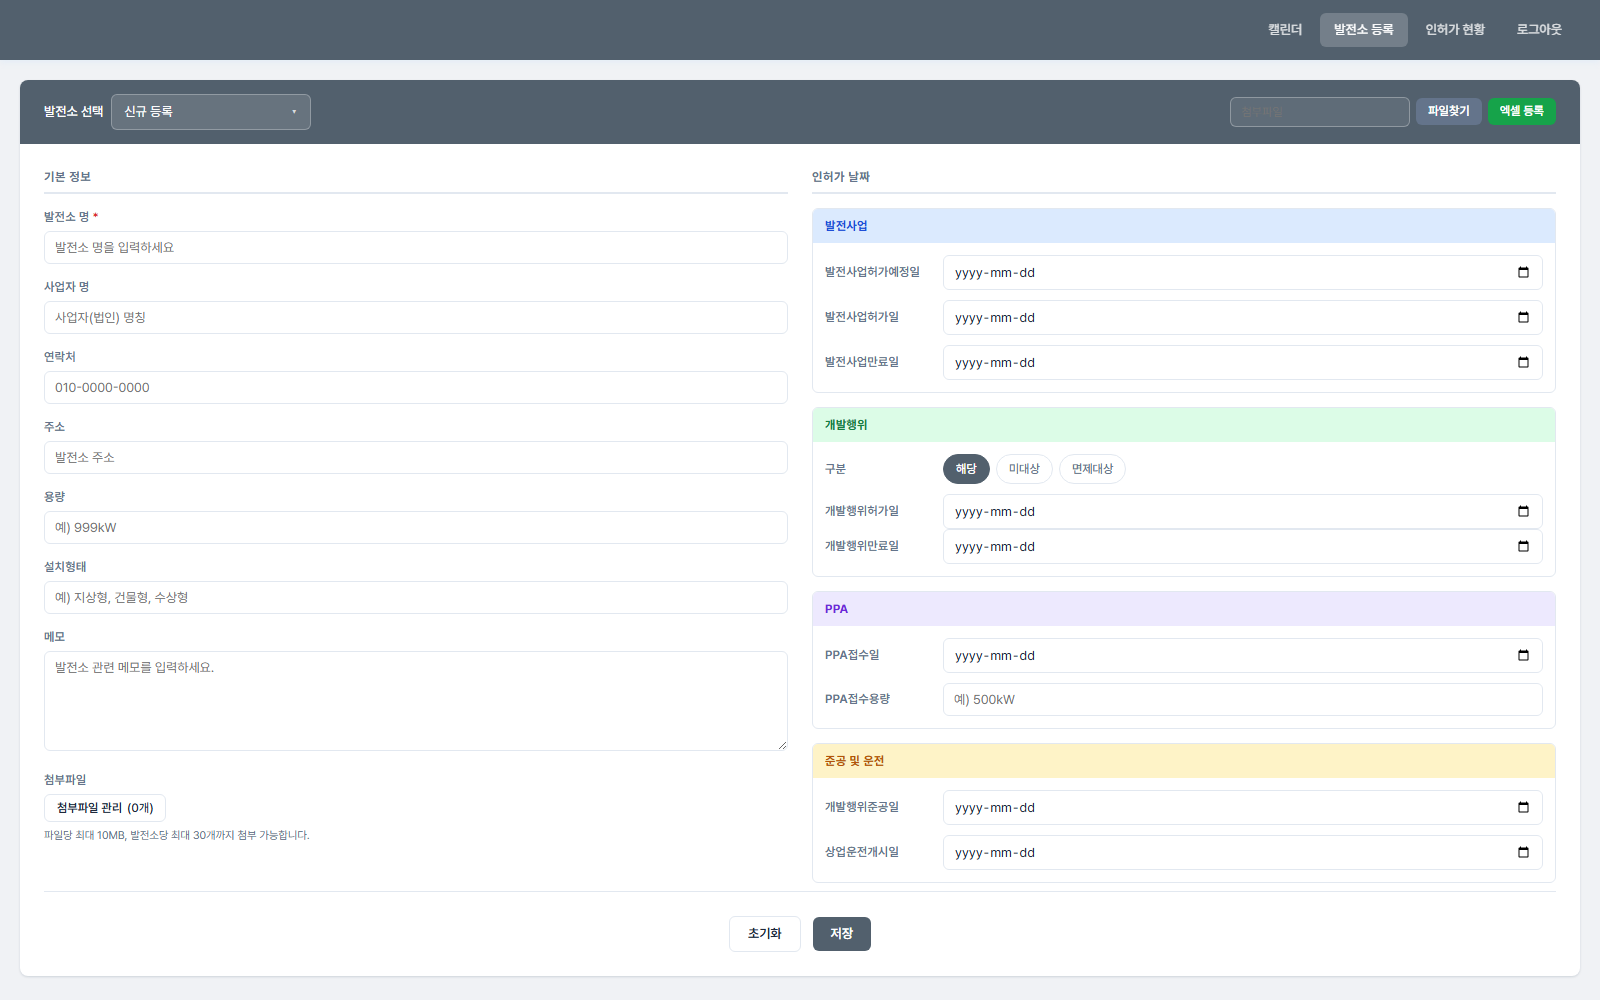 캘린더
발전소 등록
인허가 현황
로그아웃
발전소 선택
신규 등록
첨부파일
파일찾기
엑셀 등록
기본 정보
발전소 명 *
발전소 명을 입력하세요
사업자 명
사업자(법인) 명칭
연락처
010-0000-0000
주소
발전소 주소
용량
예) 999kW
설치형태
예) 지상형, 건물형, 수상형
메모
발전소 관련 메모를 입력하세요.
첨부파일
첨부파일 관리 (0개)
파일당 최대 10MB, 발전소당 최대 30개까지 첨부 가능합니다.
인허가 날짜
발전사업
발전사업허가예정일
yyyy-mm-dd
발전사업허가일
yyyy-mm-dd
발전사업만료일
yyyy-mm-dd
개발행위
구분
해당
미대상
면제대상
개발행위허가일
yyyy-mm-dd
개발행위만료일
yyyy-mm-dd
PPA
PPA접수일
yyyy-mm-dd
PPA접수용량
예) 500kW
준공 및 운전
개발행위준공일
yyyy-mm-dd
상업운전개시일
yyyy-mm-dd
초기화
저장